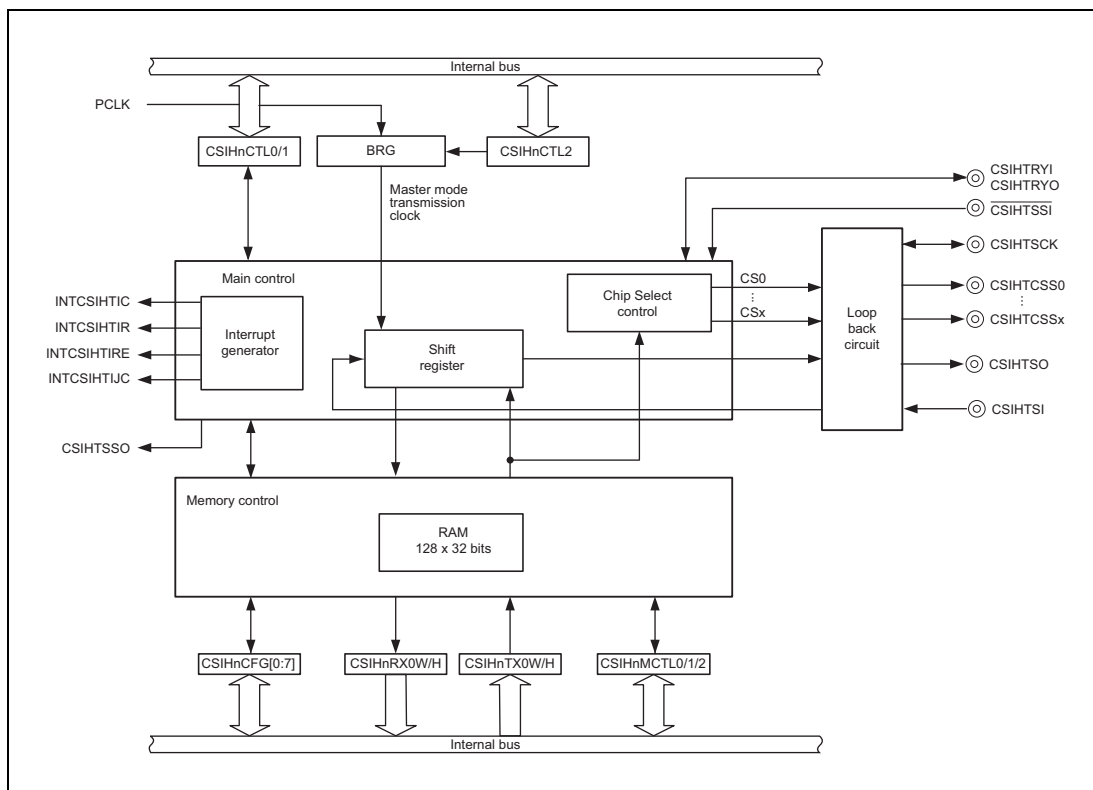 Internal bus
PCLK
CSIHnCTL0/1
BRG
CSIHnCTL2
Master mode
transmission
clock
CSIHTRYI
CSIHTRYO
CSIHTSSI
CSIHTSCK
Main control
CS0
CSx
Chip Select
control
Loop
back
circuit
CSIHTCSS0
CSIHTCSSx
INTCSIHTIC
INTCSIHTIR
INTCSIHTIRE
INTCSIHTIJC
Interrupt
generator
Shift
register
CSIHTSO
CSIHTSI
CSIHTSSO
Memory control
RAM
128 x 32 bits
CSIHnCFG[0:7]
CSIHnRX0W/H
CSIHnTX0W/H
CSIHnMCTL0/1/2
Internal bus